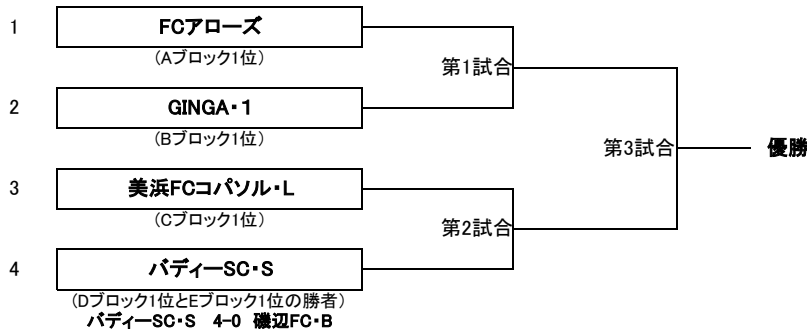 1
FCアローズ
(Aブロック1位)
第1試合
2
GINGA・1
(Bブロック1位)
第3試合
優勝
3
美浜FCコパソル・L
(Cブロック1位)
第2試合
4
バディーSC・S
(Dブロック1位とEブロック1位の勝者)
バディーSC・S 4-0 磯辺FC・B